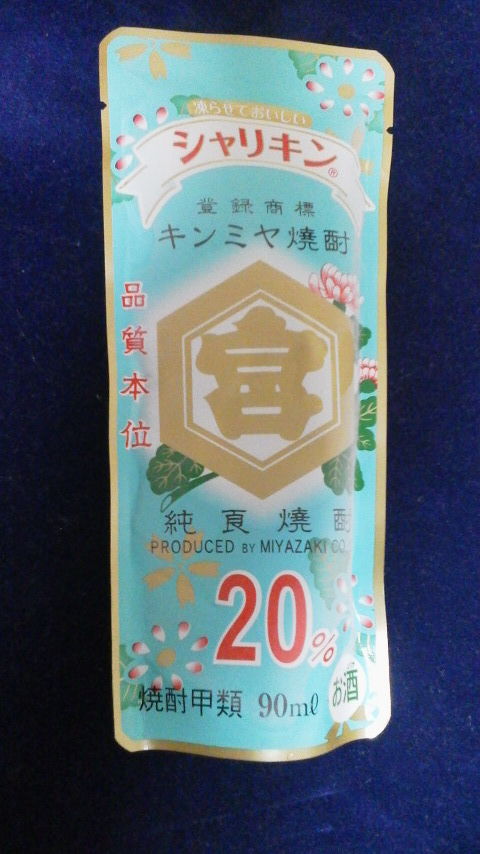 凍らせておいしい
シャリキン®
登録商標
キンミヤ焼酎
品質本位
宮
純良焼酎
PRODUCED BY MIYAZAKI CO.
20%
焼酎甲類 90ml
お酒